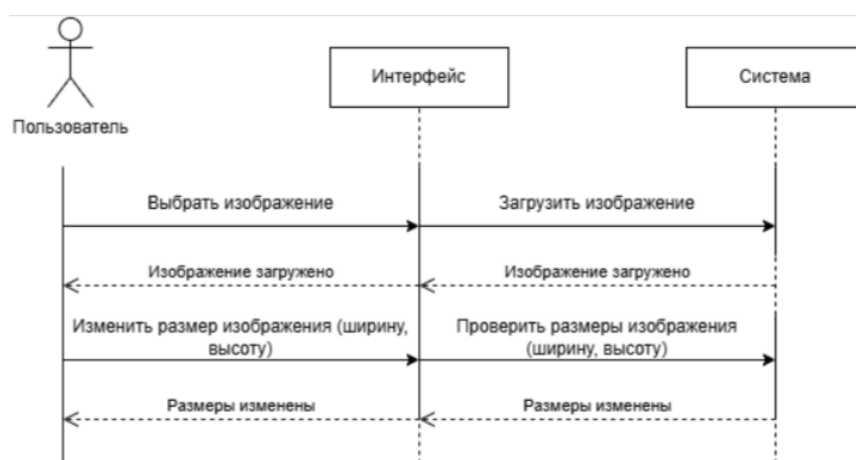 Интерфейс
Система
Пользователь
Выбрать изображение
Загрузить изображение
Изображение загружено
Изображение загружено
Изменить размер изображения (ширину,
высоту)
Проверить размеры изображения
(ширину, высоту)
Размеры изменены
Размеры изменены